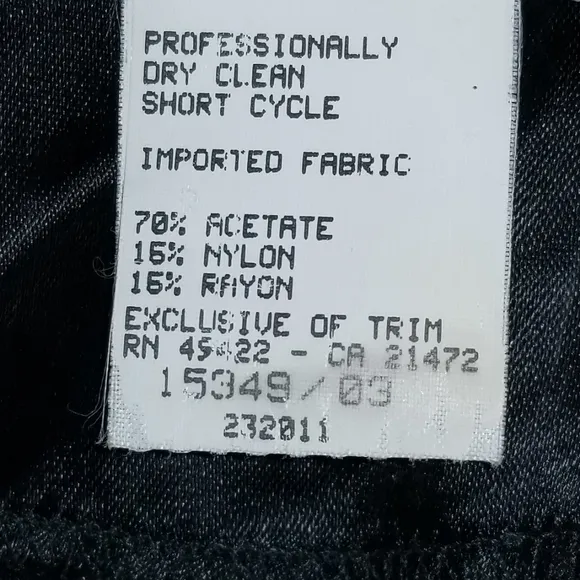 PROFESSIONALLY
DRY CLEAN
SHORT CYCLE
IMPORTED FABRIC
70% ACETATE
15% NYLON
15% RAYON
EXCLUSIVE OF TRIM
RN - CA 21472
15349/03
232011